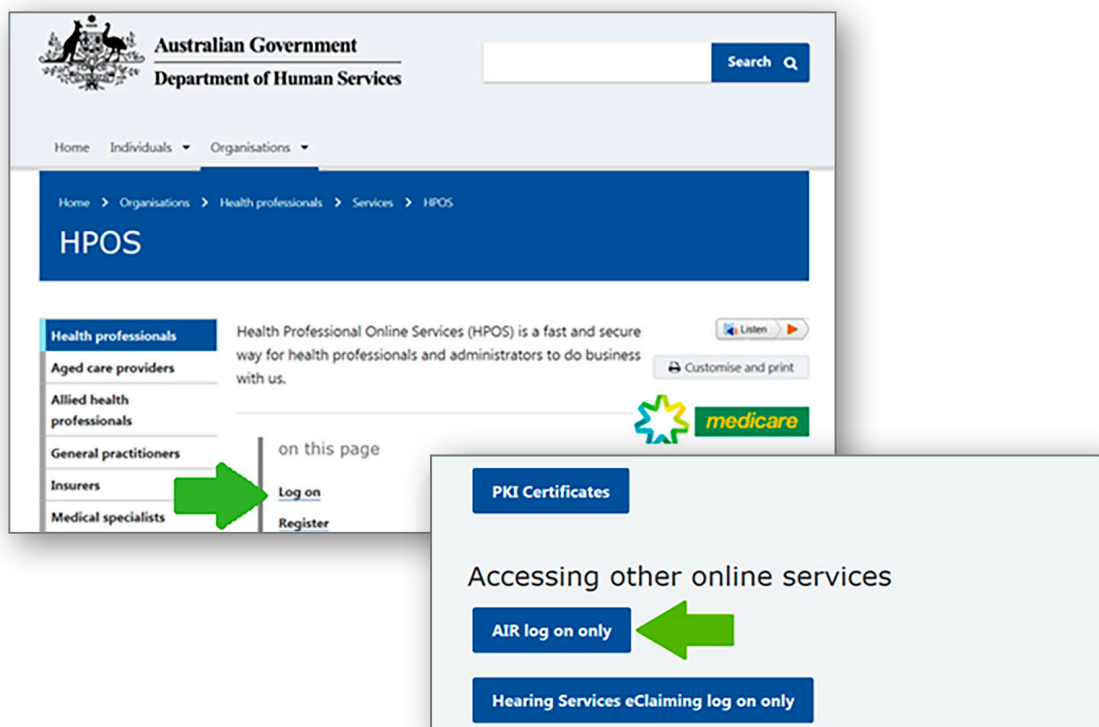 Australian Government
Department of Human Services
Search
Home Individuals Organisations
Home > Organisations > Health professionals > Services > HPOS
HPOS
Health professionals
Aged care providers
Allied health
professionals
General practitioners
Insurers
Medical specialists
Health Professional Online Services (HPOS) is a fast and secure
way for health professionals and administrators to do business
with us.
Listen
Customise and print
medicare
on this page
Log on
Register
PKI Certificates
Accessing other online services
AIR log on only
Hearing Services eClaiming log on only